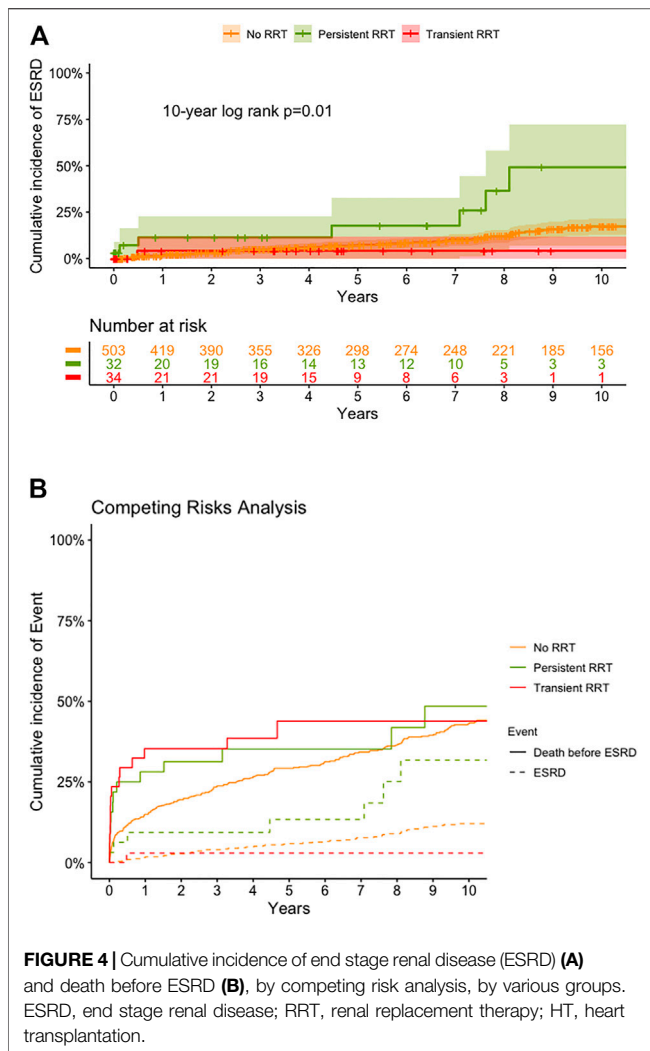 A
No RRT Persistent RRT Transient RRT
100%
75%
50%
25%
0%
Cumulative incidence of ESRD
10-year log rank p=0.01
0 1 2 3 4 5 6 7 8 9 10
Years
Number at risk
503 419 390 355 326 298 274 248 221 185 156
32 20 19 16 14 13 12 10 5 3 3
34 21 21 19 15 9 8 6 3 1 1
0 1 2 3 4 5 6 7 8 9 10
Years
B
Competing Risks Analysis
100%
75%
50%
25%
0%
Cumulative Incidence of Event
No RRT
Persistent RRT
Transient RRT
Event
Death before ESRD
ESRD
0 1 2 3 4 5 6 7 8 9 10
Years
FIGURE 4 | Cumulative incidence of end stage renal disease (ESRD) (A)
and death before ESRD (B), by competing risk analysis, by various groups.
ESRD, end stage renal disease; RRT, renal replacement therapy; HT, heart
transplantation.